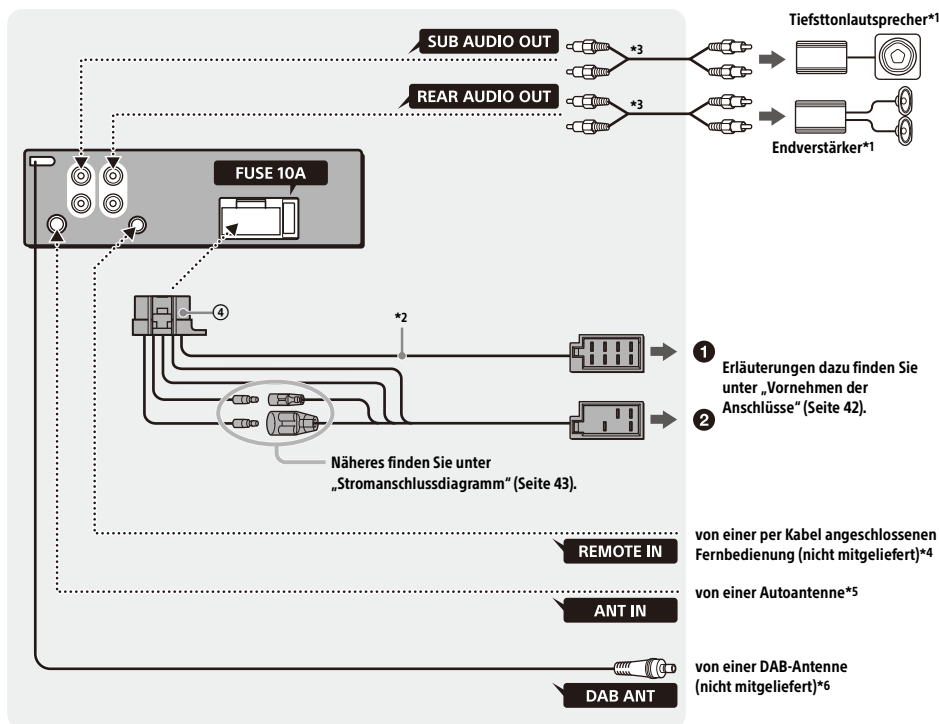 Tiefsttonlautsprecher*1
SUB AUDIO OUT
*3
REAR AUDIO OUT
*3
Endverstärker*1
FUSE 10A
④
*2
❶
Erläuterungen dazu finden Sie
unter „Vornehmen der
Anschlüsse“ (Seite 42).
❷
Näheres finden Sie unter
„Stromanschlussdiagramm“ (Seite 43).
von einer per Kabel angeschlossenen
Fernbedienung (nicht mitgeliefert)*4
REMOTE IN
von einer Autoantenne*5
ANT IN
von einer DAB-Antenne
(nicht mitgeliefert)*6
DAB ANT